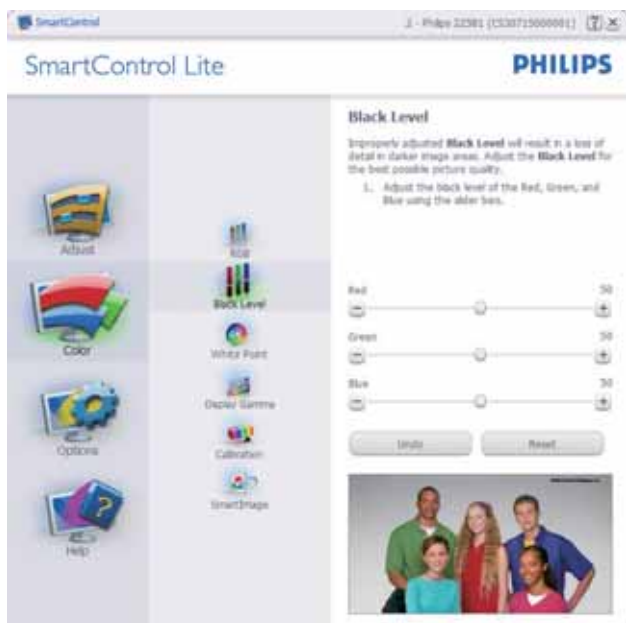 SmartControl
SmartControl Lite
PHILIPS
Adjust
Color
Options
Help
RGB
Black Level
White Point
Display Gamma
Calibration
SmartImage
Black Level
Improperly adjusted Black Level will result in a loss of
detail in darker image areas. Adjust the Black Level for
the best possible picture quality.
1. Adjust the black level of the Red, Green, and
Blue using the slider bars.
Red 50
Green 50
Blue 50
Undo Reset